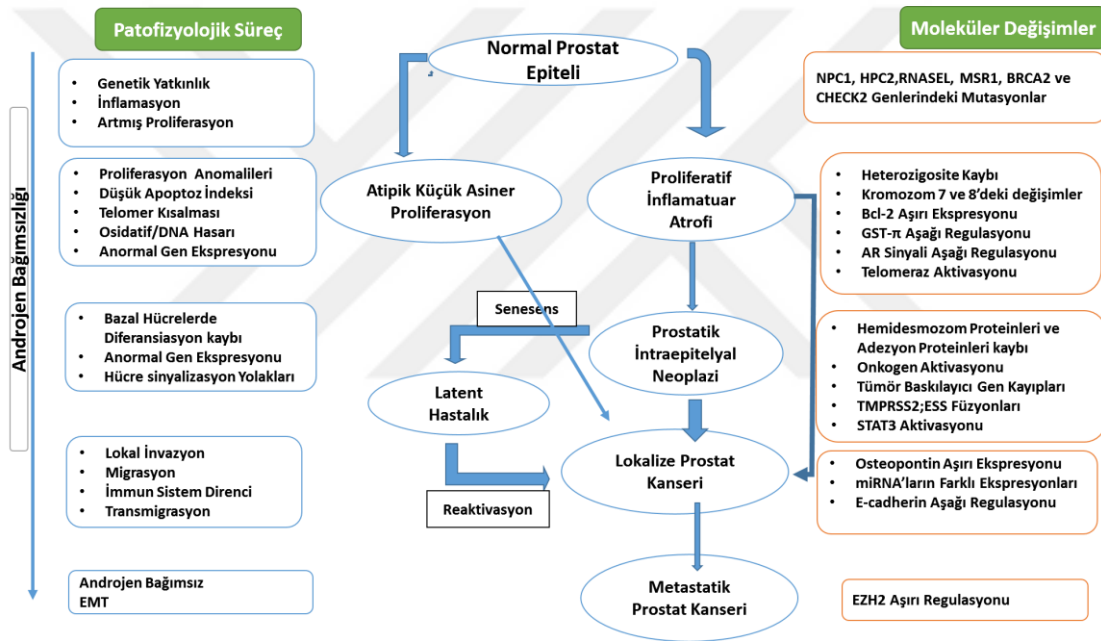 Patofizyolojik Süreç
Moleküler Değişimler
Androjen Bağımsızlığı
Normal Prostat
Epiteli
• Genetik Yatkınlık
• İnflamasyon
• Artmış Proliferasyon
NPC1, HPC2,RNASEL, MSR1, BRCA2 ve
CHECK2 Genlerindeki Mutasyonlar
• Proliferasyon Anomalileri
• Düşük Apoptoz İndeksi
• Telomer Kısalması
• Osidatif/DNA Hasarı
• Anormal Gen Ekspresyonu
Atipik Küçük Asiner
Proliferasyon
Proliferatif
İnflamatuar
Atrofi
• Heterozigosite Kaybı
• Kromozom 7 ve 8’deki değişimler
• Bcl-2 Aşırı Ekspresyonu
• GST-π Aşağı Regulasyonu
• AR Sinyali Aşağı Regulasyonu
• Telomeraz Aktivasyonu
• Bazal Hücrelerde
Diferansiasyon kaybı
• Anormal Gen Ekspresyonu
• Hücre sinyalizasyon Yolakları
Senesens
Prostatik
İntraepitelyal
Neoplazi
Latent
Hastalık
• Hemidesmozom Proteinleri ve
Adezyon Proteinleri kaybı
• Onkogen Aktivasyonu
• Tümör Baskılayıcı Gen Kayıpları
• TMPRSS2;ESS Füzyonları
• STAT3 Aktivasyonu
• Lokal İnvazyon
• Migrasyon
• İmmun Sistem Direnci
• Transmigrasyon
Reaktivasyon
Lokalize Prostat
Kanseri
• Osteopontin Aşırı Ekspresyonu
• miRNA’ların Farklı Ekspresyonları
• E-cadherin Aşağı Regulasyonu
Androjen Bağımsız
EMT
Metastatik
Prostat Kanseri
EZH2 Aşırı Regulasyonu